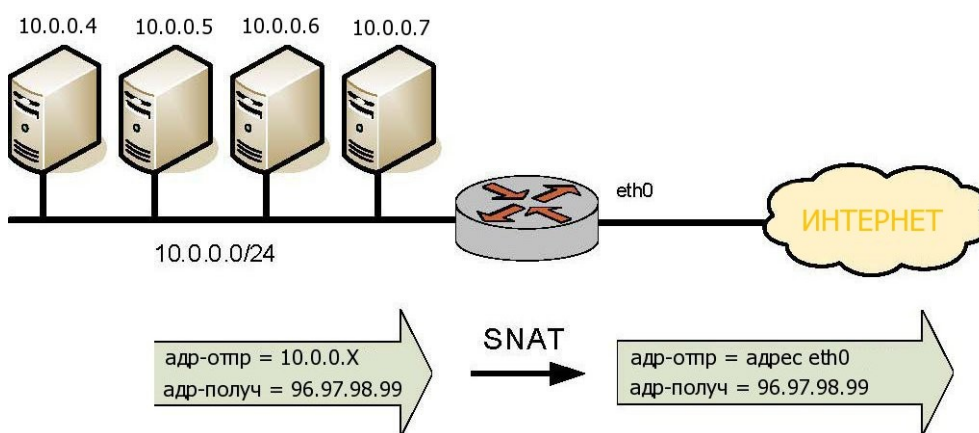 10.0.0.4 10.0.0.5 10.0.0.6 10.0.0.7
eth0
ИНТЕРНЕТ
10.0.0.0/24
SNAT
адр-отпр = 10.0.0.X
адр-получ = 96.97.98.99
адр-отпр = адрес eth0
адр-получ = 96.97.98.99